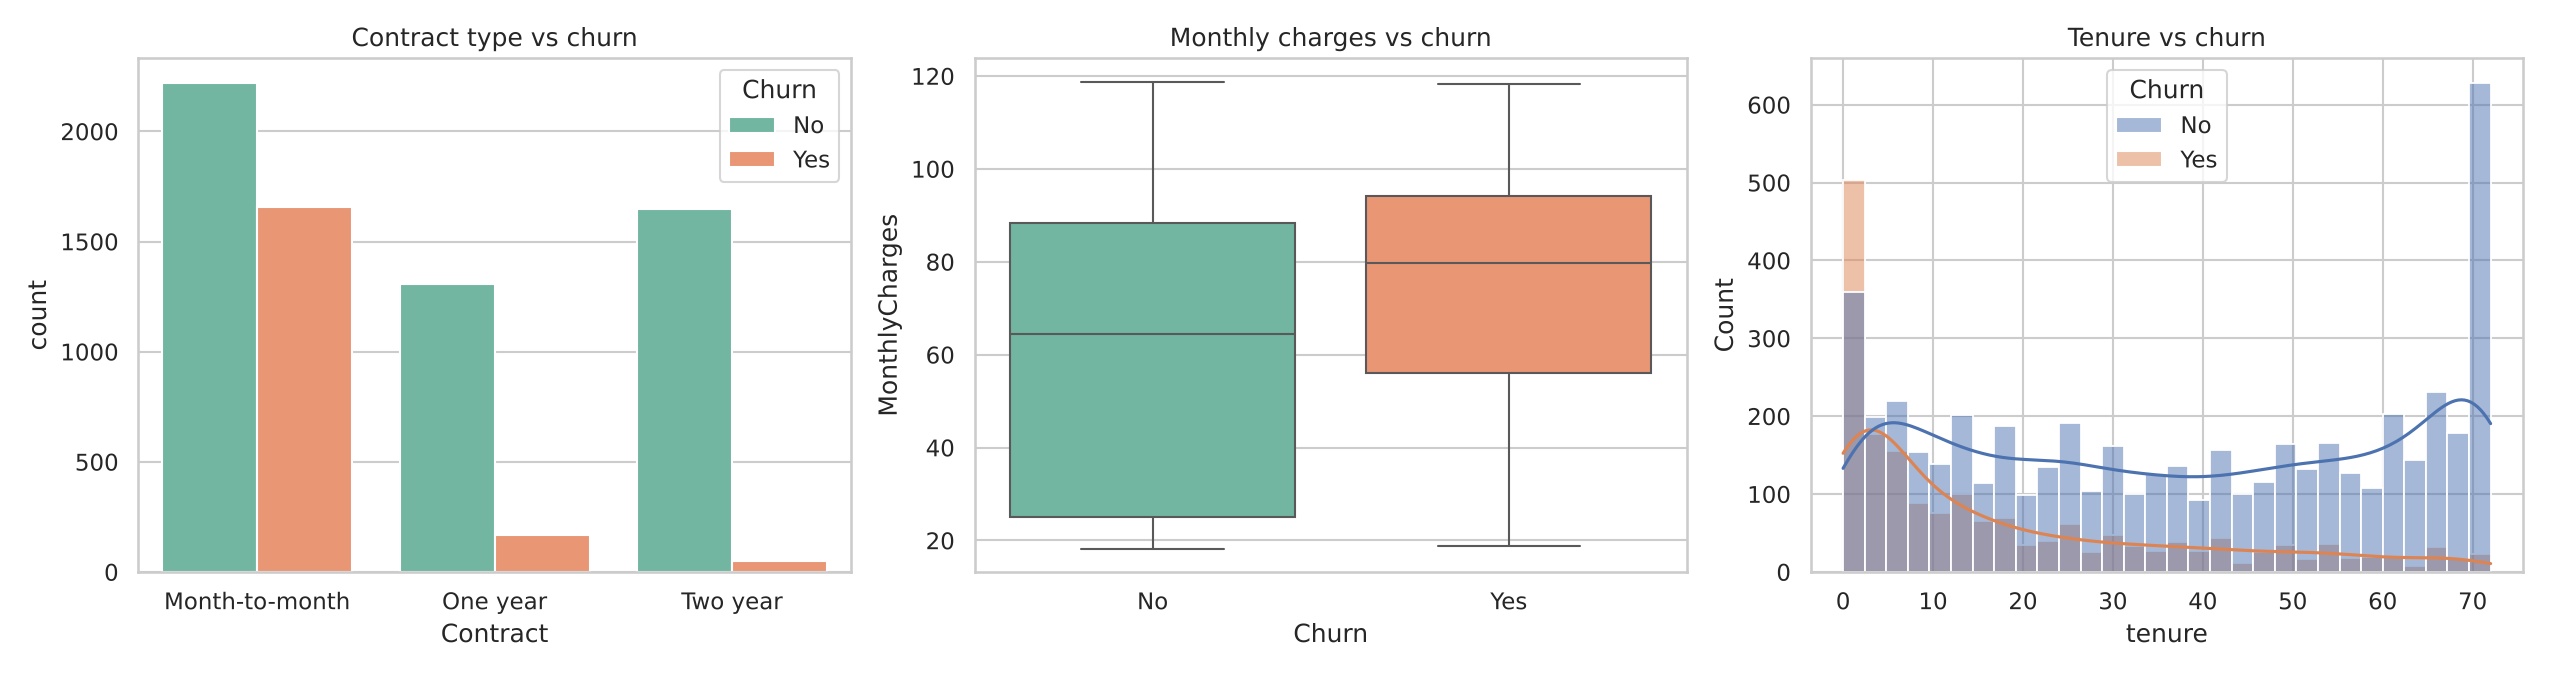 Contract type vs churn
2000
1500
1000
500
0
count
Churn
No
Yes
Month-to-month
One year
Two year
Contract
Monthly charges vs churn
120
100
80
60
40
20
MonthlyCharges
No
Yes
Churn
Tenure vs churn
600
500
400
300
200
100
0
Count
Churn
No
Yes
0
10
20
30
40
50
60
70
tenure